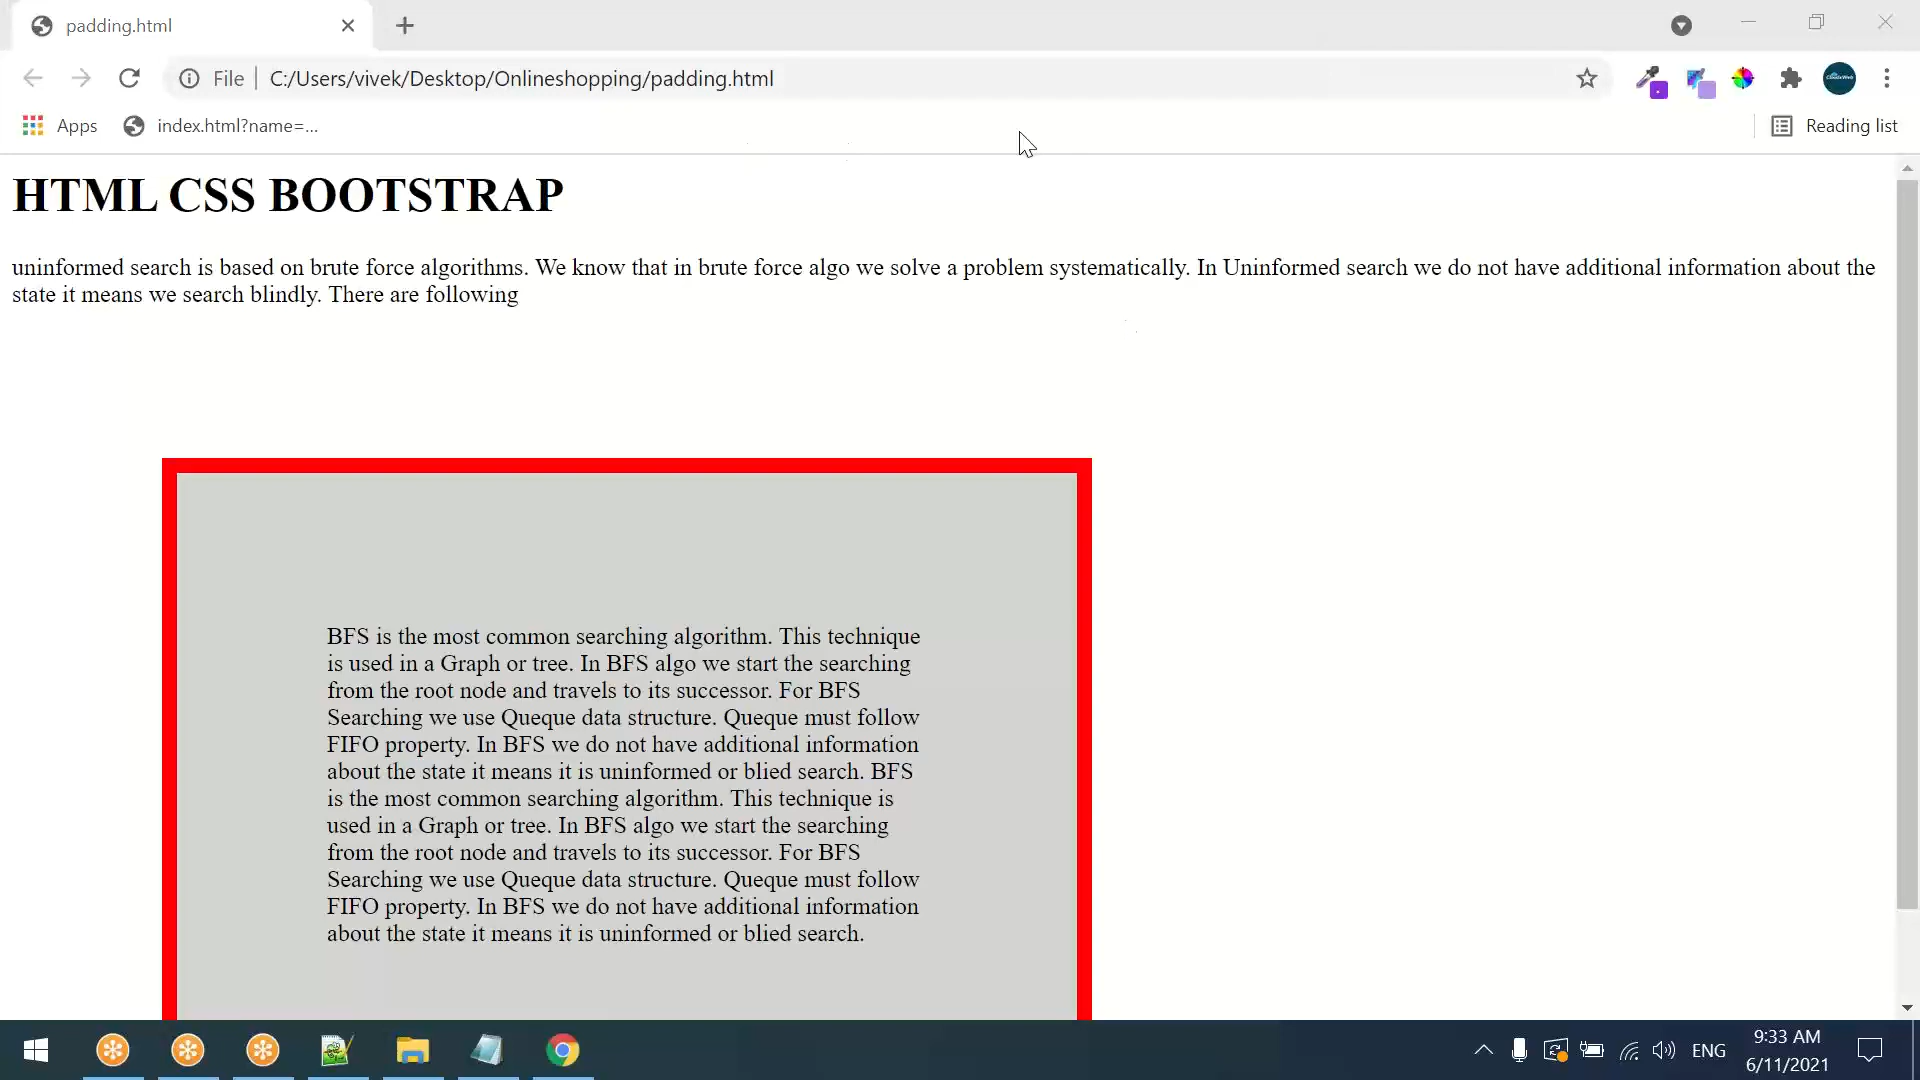 padding.html
File
C:/Users/vivek/Desktop/Onlineshopping/padding.html
Apps
index.html?name=...
Reading list
HTML CSS BOOTSTRAP
uninformed search is based on brute force algorithms. We know that in brute force algo we solve a problem systematically. In Uninformed search we do not have additional information about the
state it means we search blindly. There are following
BFS is the most common searching algorithm. This technique
is used in a Graph or tree. In BFS algo we start the searching
from the root node and travels to its successor. For BFS
Searching we use Queque data structure. Queque must follow
FIFO property. In BFS we do not have additional information
about the state it means it is uninformed or blied search. BFS
is the most common searching algorithm. This technique is
used in a Graph or tree. In BFS algo we start the searching
from the root node and travels to its successor. For BFS
Searching we use Queque data structure. Queque must follow
FIFO property. In BFS we do not have additional information
about the state it means it is uninformed or blied search.
ENG
9:33 AM
6/11/2021